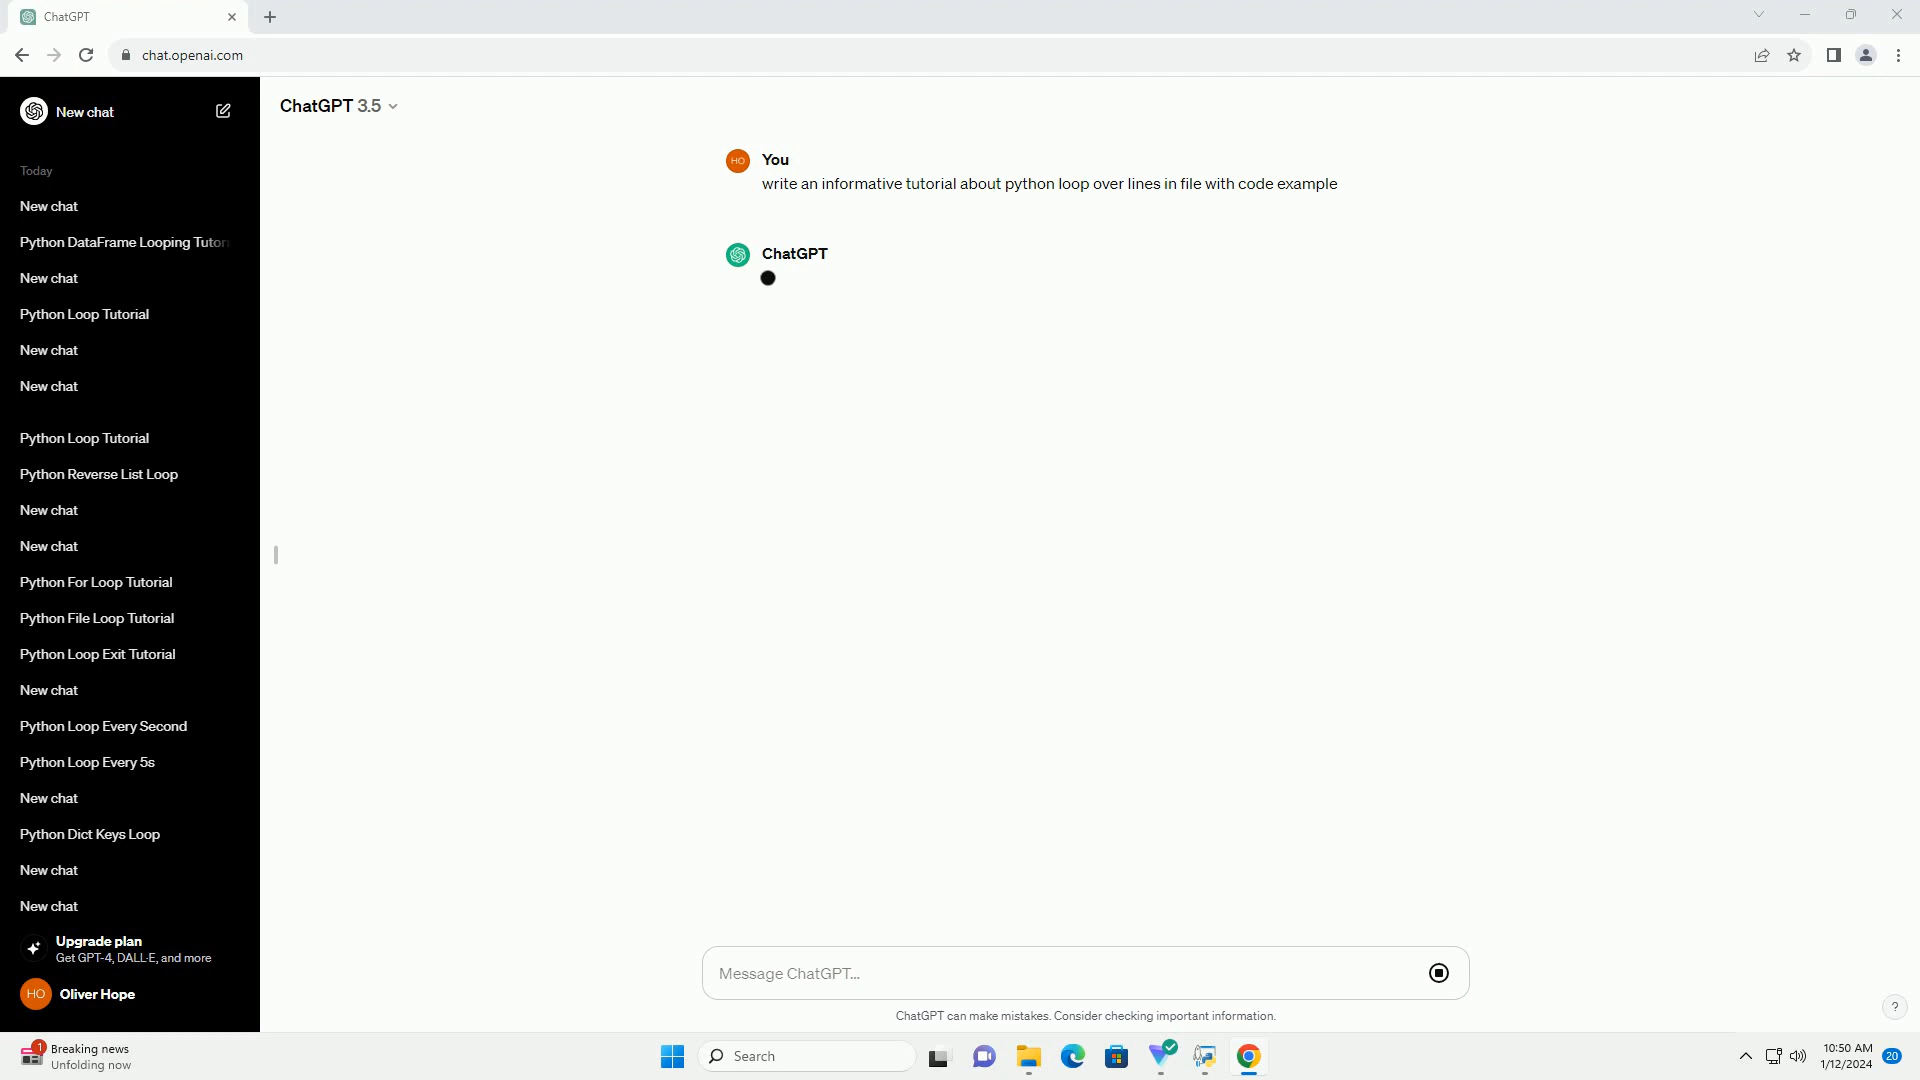 ChatGPT
chat.openai.com
New chat
Today
New chat
Python DataFrame Looping Tutor
New chat
Python Loop Tutorial
New chat
New chat
Python Loop Tutorial
Python Reverse List Loop
New chat
New chat
Python For Loop Tutorial
Python File Loop Tutorial
Python Loop Exit Tutorial
New chat
Python Loop Every Second
Python Loop Every 5s
New chat
Python Dict Keys Loop
New chat
New chat
Upgrade plan
Get GPT-4, DALL·E, and more
HO Oliver Hope
ChatGPT 3.5
HO You
write an informative tutorial about python loop over lines in file with code example
ChatGPT
Message ChatGPT...
ChatGPT can make mistakes. Consider checking important information.
?
1 Breaking news
Unfolding now
Search
10:50 AM
1/12/2024
20